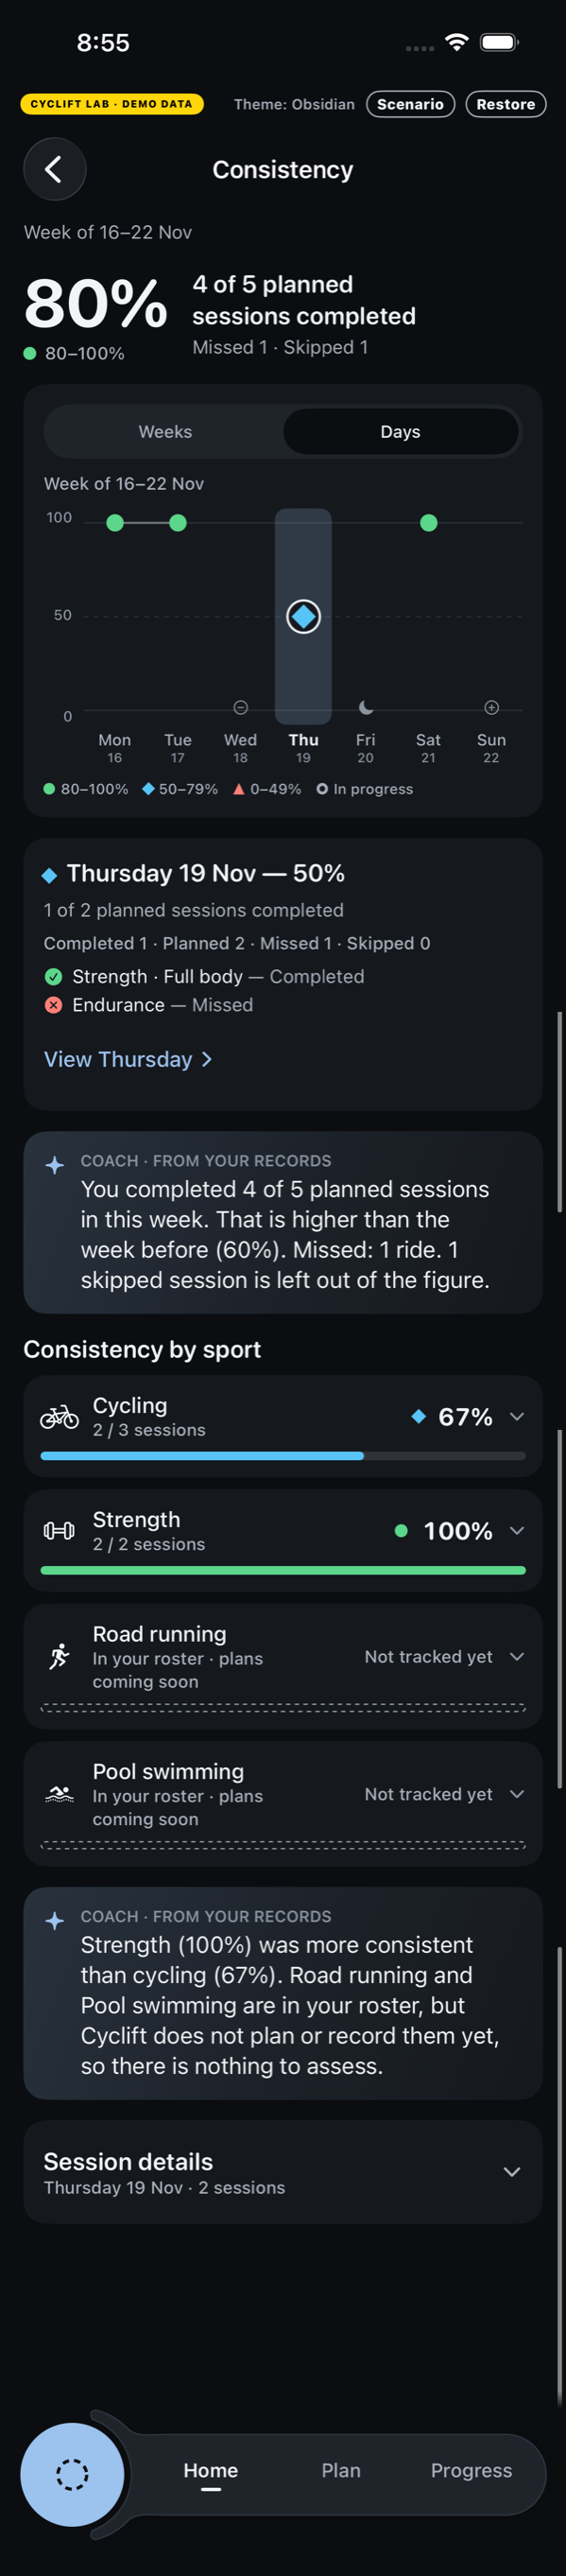 8:55
CYCLIFT LAB · DEMO DATA
Theme: Obsidian
Scenario
Restore
Consistency
Week of 16–22 Nov
80%
4 of 5 planned
sessions completed
80–100%
Missed 1 · Skipped 1
Weeks
Days
Week of 16–22 Nov
100
50
0
Mon Tue Wed Thu Fri Sat Sun
16 17 18 19 20 21 22
80–100% 50–79% 0–49% In progress
Thursday 19 Nov — 50%
1 of 2 planned sessions completed
Completed 1 · Planned 2 · Missed 1 · Skipped 0
Strength · Full body — Completed
Endurance — Missed
View Thursday
COACH · FROM YOUR RECORDS
You completed 4 of 5 planned sessions
in this week. That is higher than the
week before (60%). Missed: 1 ride. 1
skipped session is left out of the figure.
Consistency by sport
Cycling
2 / 3 sessions
67%
Strength
2 / 2 sessions
100%
Road running
In your roster · plans
coming soon
Not tracked yet
Pool swimming
In your roster · plans
coming soon
Not tracked yet
COACH · FROM YOUR RECORDS
Strength (100%) was more consistent
than cycling (67%). Road running and
Pool swimming are in your roster, but
Cyclift does not plan or record them yet,
so there is nothing to assess.
Session details
Thursday 19 Nov · 2 sessions
Home
Plan
Progress